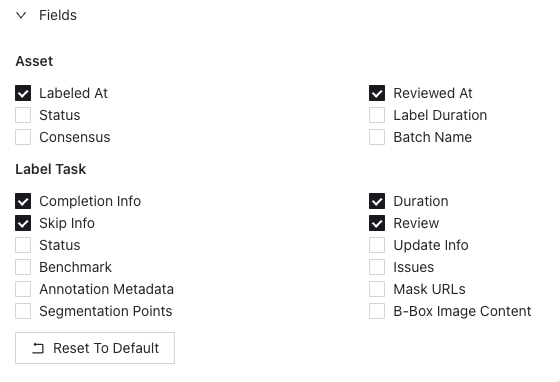 Fields
Asset
Labeled At Reviewed At
Status Label Duration
Consensus Batch Name
Label Task
Completion Info Duration
Skip Info Review
Status Update Info
Benchmark Issues
Annotation Metadata Mask URLs
Segmentation Points B-Box Image Content
Reset To Default